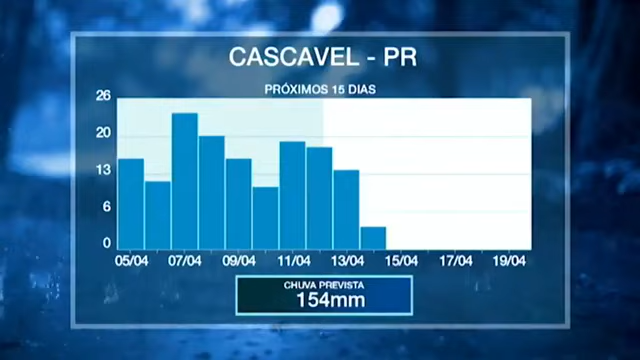 CASCAVEL - PR
PRÓXIMOS 15 DIAS
26
20
13
6
0
05/04 07/04 09/04 11/04 13/04 15/04 17/04 19/04
CHUVA PREVISTA
154mm